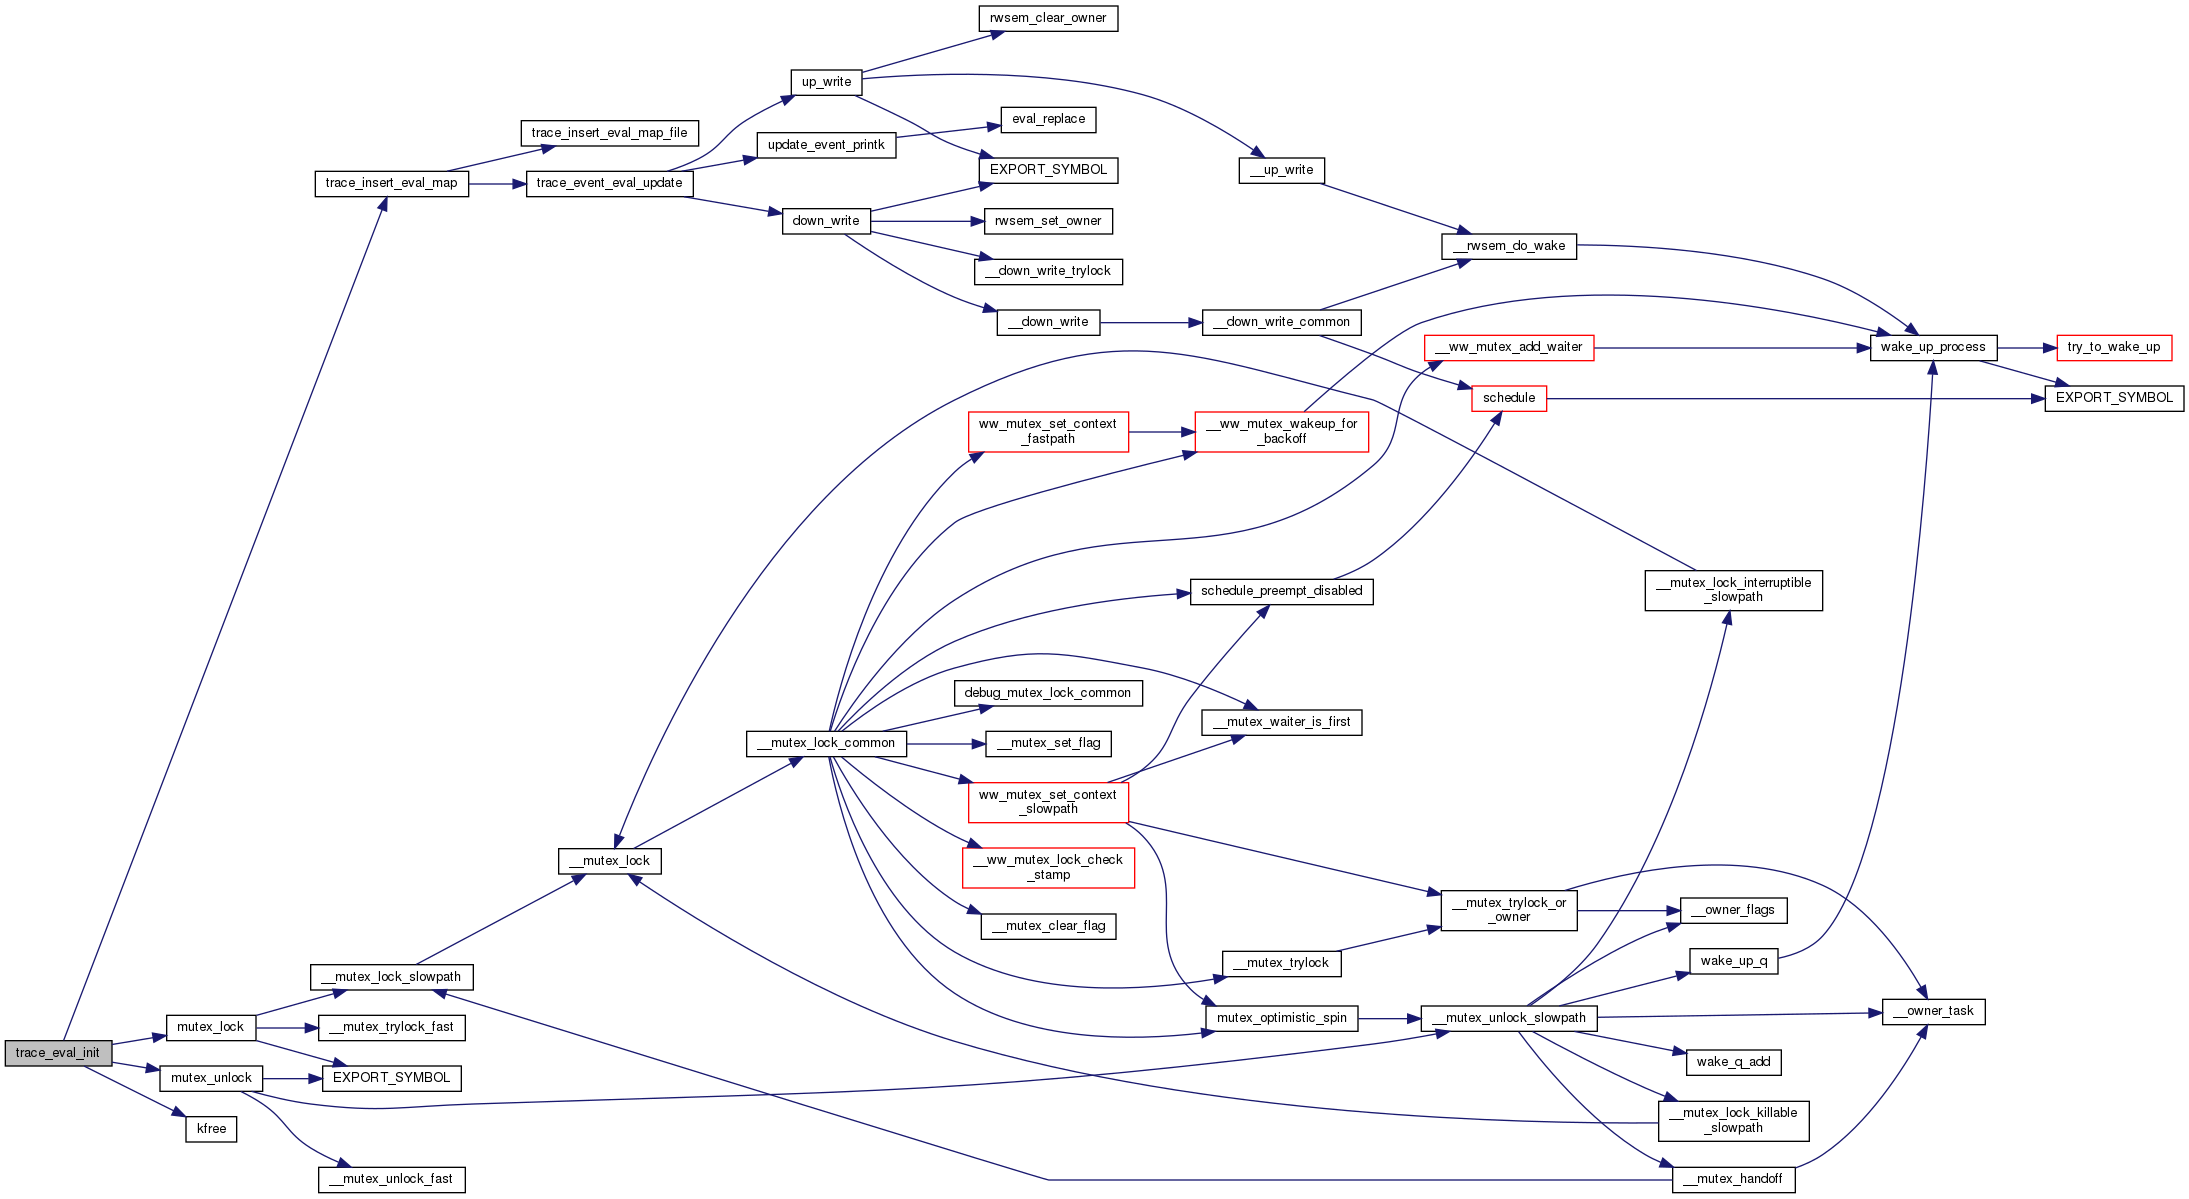 rwsem_clear_owner
up_write
eval_replace
trace_insert_eval_map_file
update_event_printk
EXPORT_SYMBOL
__up_write
trace_insert_eval_map
trace_event_eval_update
down_write
rwsem_set_owner
__rwsem_do_wake
__down_write_trylock
__down_write
__down_write_common
__ww_mutex_add_waiter
wake_up_process
try_to_wake_up
schedule
EXPORT_SYMBOL
ww_mutex_set_context
_fastpath
__ww_mutex_wakeup_for
_backoff
schedule_preempt_disabled
__mutex_lock_interruptible
_slowpath
debug_mutex_lock_common
__mutex_waiter_is_first
__mutex_lock_common
__mutex_set_flag
ww_mutex_set_context
_slowpath
__mutex_lock
__ww_mutex_lock_check
_stamp
__mutex_trylock_or
_owner
__owner_flags
__mutex_clear_flag
__mutex_trylock
wake_up_q
__mutex_lock_slowpath
mutex_lock
__mutex_trylock_fast
mutex_optimistic_spin
__mutex_unlock_slowpath
__owner_task
trace_eval_init
mutex_unlock
EXPORT_SYMBOL
wake_q_add
kfree
__mutex_lock_killable
_slowpath
__mutex_unlock_fast
__mutex_handoff